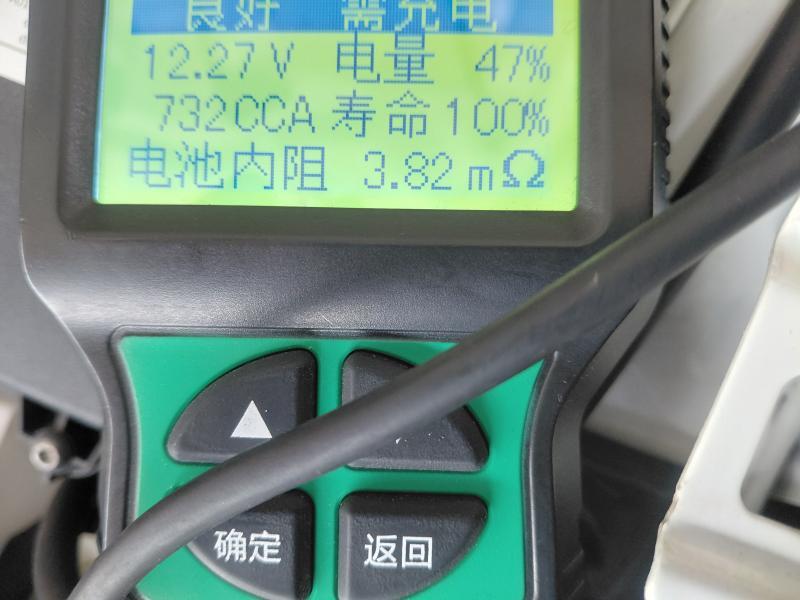 良好 需充电
12.27V 电量 47%
732CCA 寿命100%
电池内阻 3.82mΩ
▲
确定 返回